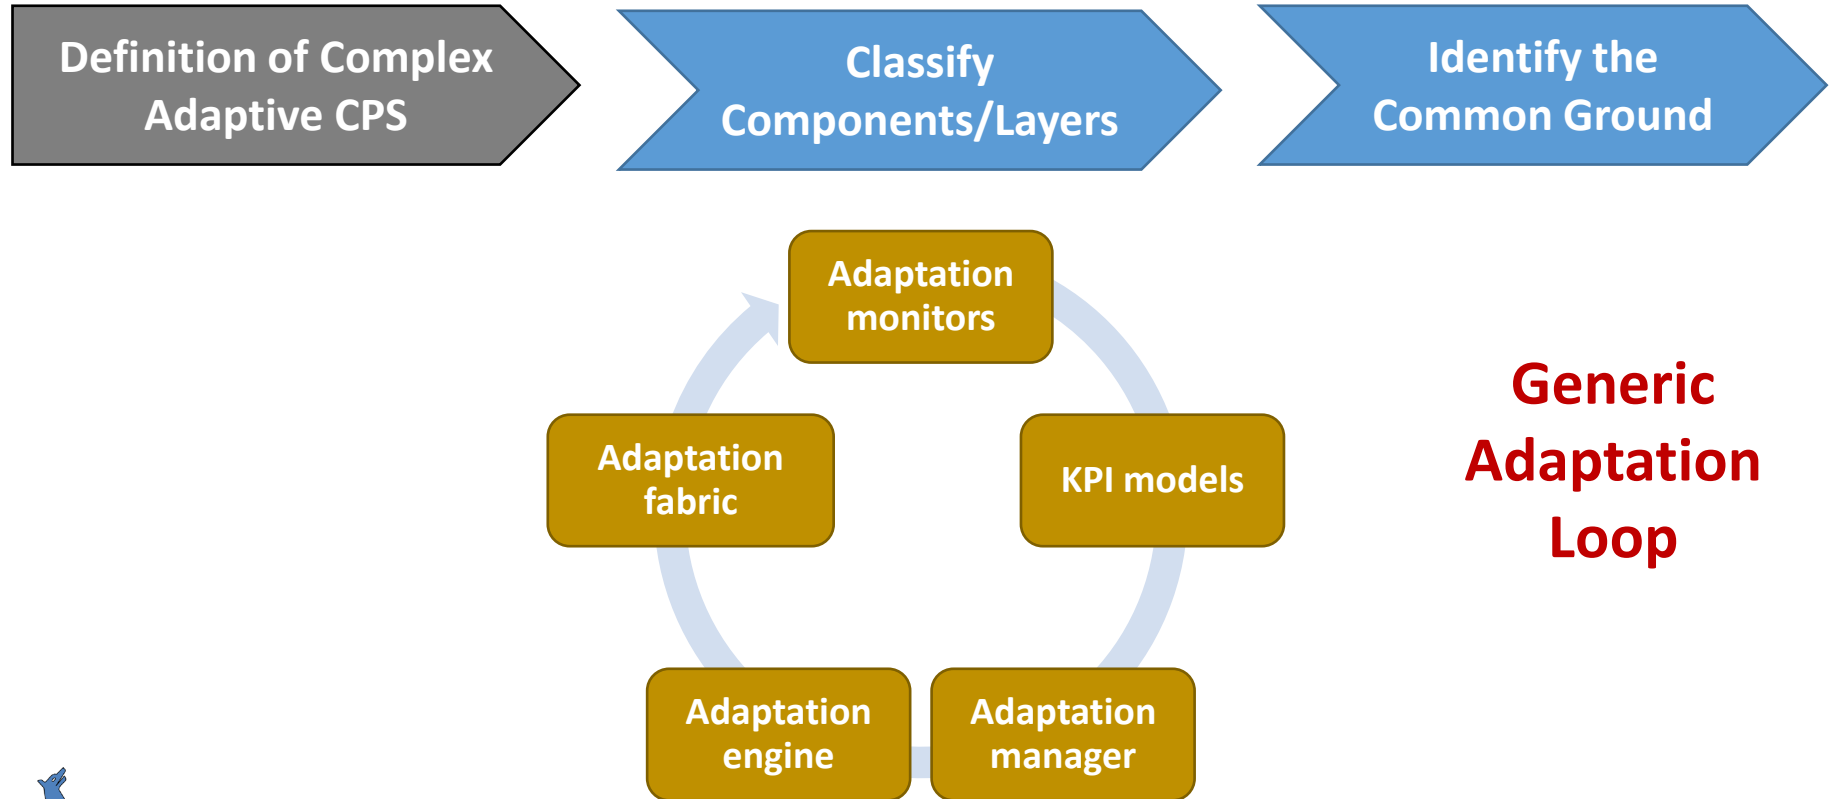 Definition of Complex
Adaptive CPS
Classify
Components/Layers
Identify the
Common Ground
Adaptation
monitors
Adaptation
fabric
KPI models
Generic
Adaptation
Loop
Adaptation
engine
Adaptation
manager